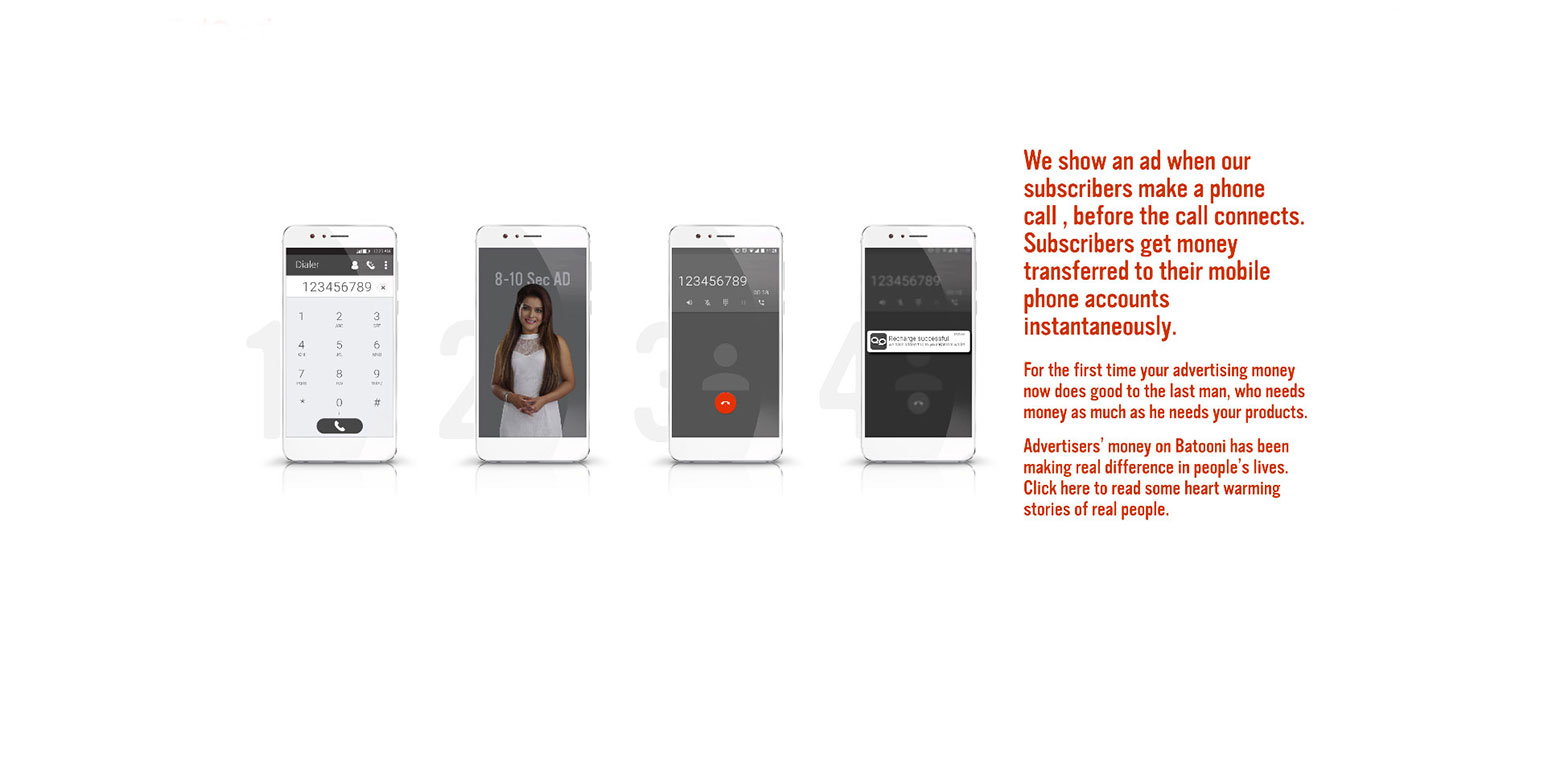 1
Dialer
123456789
1
2
ABC
3
DEF
4
GHI
5
JKL
6
MNO
7
PQRS
8
TUV
9
WXYZ
*
0
+
#
2
8-10 Sec AD
3
123456789
4
123456789
Recharge successful
We show an ad when our
subscribers make a phone
call , before the call connects.
Subscribers get money
transferred to their mobile
phone accounts
instantaneously.
For the first time your advertising money
now does good to the last man, who needs
money as much as he needs your products.
Advertisers' money on Batooni has been
making real difference in people's lives.
Click here to read some heart warming
stories of real people.